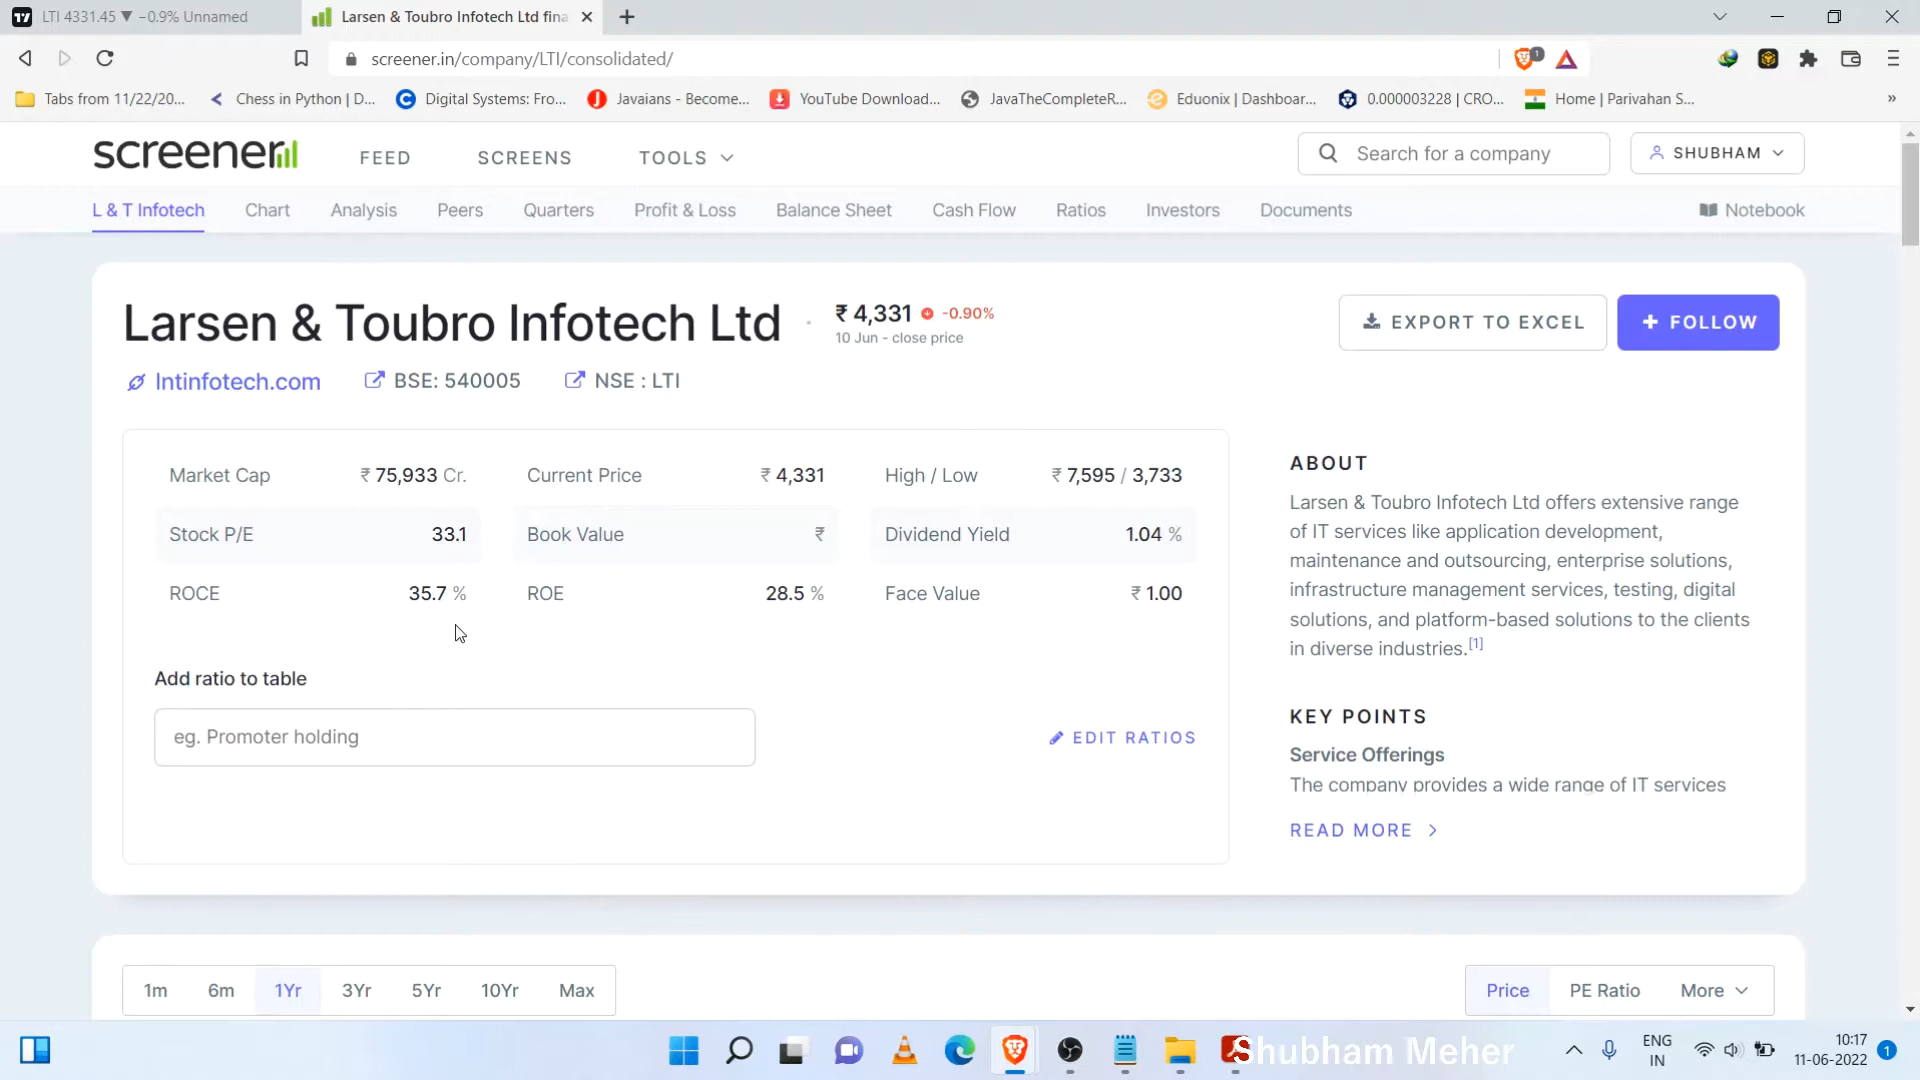 LTI 4331.45 ▼ −0.9% Unnamed
Larsen & Toubro Infotech Ltd fina
screener.in/company/LTI/consolidated/
1
Tabs from 11/22/20...
Chess in Python | D...
Digital Systems: Fro...
Javaians - Become...
YouTube Download...
JavaTheCompleteR...
Eduonix | Dashboar...
0.000003228 | CRO...
Home | Parivahan S...
screener
FEED
SCREENS
TOOLS
Search for a company
SHUBHAM
L & T Infotech
Chart
Analysis
Peers
Quarters
Profit & Loss
Balance Sheet
Cash Flow
Ratios
Investors
Documents
Notebook
Larsen & Toubro Infotech Ltd
₹ 4,331 -0.90%
10 Jun - close price
EXPORT TO EXCEL
+ FOLLOW
lntinfotech.com
BSE: 540005
NSE : LTI
Market Cap ₹ 75,933 Cr.
Current Price ₹ 4,331
High / Low ₹ 7,595 / 3,733
Stock P/E 33.1
Book Value ₹
Dividend Yield 1.04 %
ROCE 35.7 %
ROE 28.5 %
Face Value ₹ 1.00
Add ratio to table
eg. Promoter holding
EDIT RATIOS
ABOUT
Larsen & Toubro Infotech Ltd offers extensive range
of IT services like application development,
maintenance and outsourcing, enterprise solutions,
infrastructure management services, testing, digital
solutions, and platform-based solutions to the clients
in diverse industries.[1]
KEY POINTS
Service Offerings
The company provides a wide range of IT services
READ MORE
1m
6m
1Yr
3Yr
5Yr
10Yr
Max
Price
PE Ratio
More
Shubham Meher
ENG
IN
10:17
11-06-2022
1